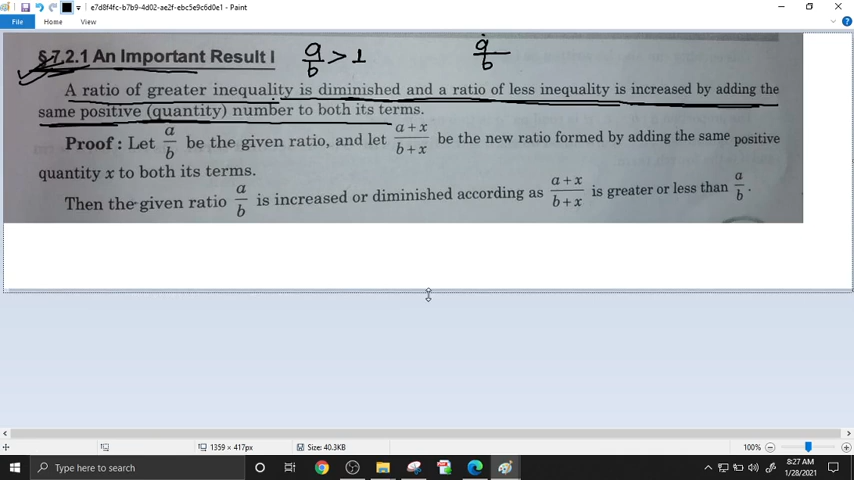 e7d8f4fc-b7b9-4d02-ae2f-ebc5e9c6d0e1 - Paint
File Home View
§7.2.1 An Important Result I a/b > 1 a/b
A ratio of greater inequality is diminished and a ratio of less inequality is increased by adding the
same positive (quantity) number to both its terms.
Proof : Let a/b be the given ratio, and let a + x/b + x be the new ratio formed by adding the same positive
quantity x to both its terms.
Then the given ratio a/b is increased or diminished according as a + x/b + x is greater or less than a/b.
1359 × 417px Size: 40.3KB 100%
Type here to search
8:27 AM
1/28/2021